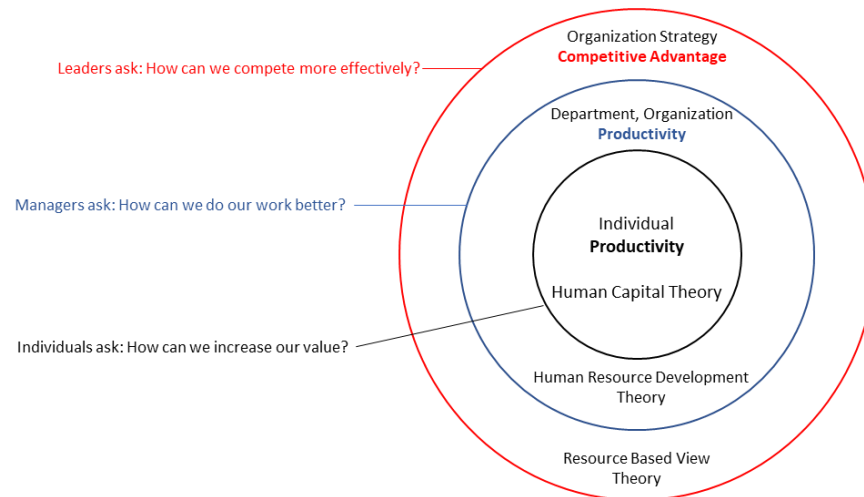 Organization Strategy
Competitive Advantage
Leaders ask: How can we compete more effectively?
Department, Organization
Productivity
Managers ask: How can we do our work better?
Individual
Productivity
Human Capital Theory
Individuals ask: How can we increase our value?
Human Resource Development
Theory
Resource Based View
Theory